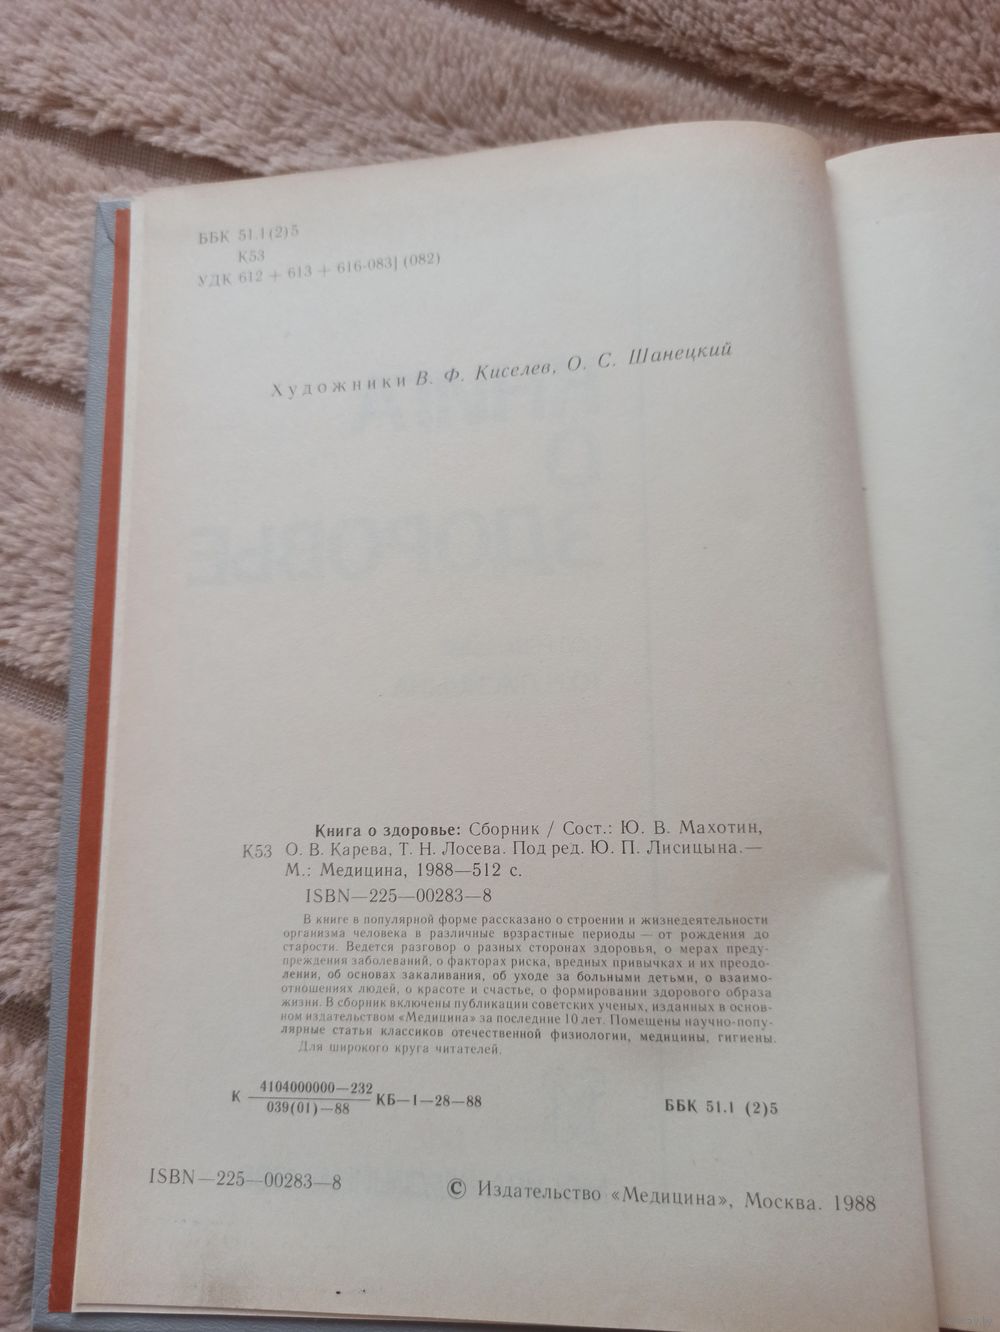 ББК 51.1(2)5
К53
УДК 612 + 613 + 616-083] (082)
Художники В. Ф. Киселев, О. С. Шанецкий
Книга о здоровье: Сборник / Сост.: Ю. В. Махотин,
К53 О. В. Карева, Т. Н. Лосева. Под ред. Ю. П. Лисицына.—
М.: Медицина, 1988—512 с.
ISBN—225—00283—8
В книге в популярной форме рассказано о строении и жизнедеятельности
организма человека в различные возрастные периоды — от рождения до
старости. Ведется разговор о разных сторонах здоровья, о мерах преду-
преждения заболеваний, о факторах риска, вредных привычках и их преодо-
лении, об основах закаливания, об уходе за больными детьми, о взаимо-
отношениях людей, о красоте и счастье, о формировании здорового образа
жизни. В сборник включены публикации советских ученых, изданных в основ-
ном издательством «Медицина» за последние 10 лет. Помещены научно-попу-
лярные статьи классиков отечественной физиологии, медицины, гигиены.
Для широкого круга читателей.
К 4104000000—232
039(01)—88 КБ—1—28—88
ББК 51.1 (2)5
ISBN—225—00283—8
© Издательство «Медицина», Москва. 1988